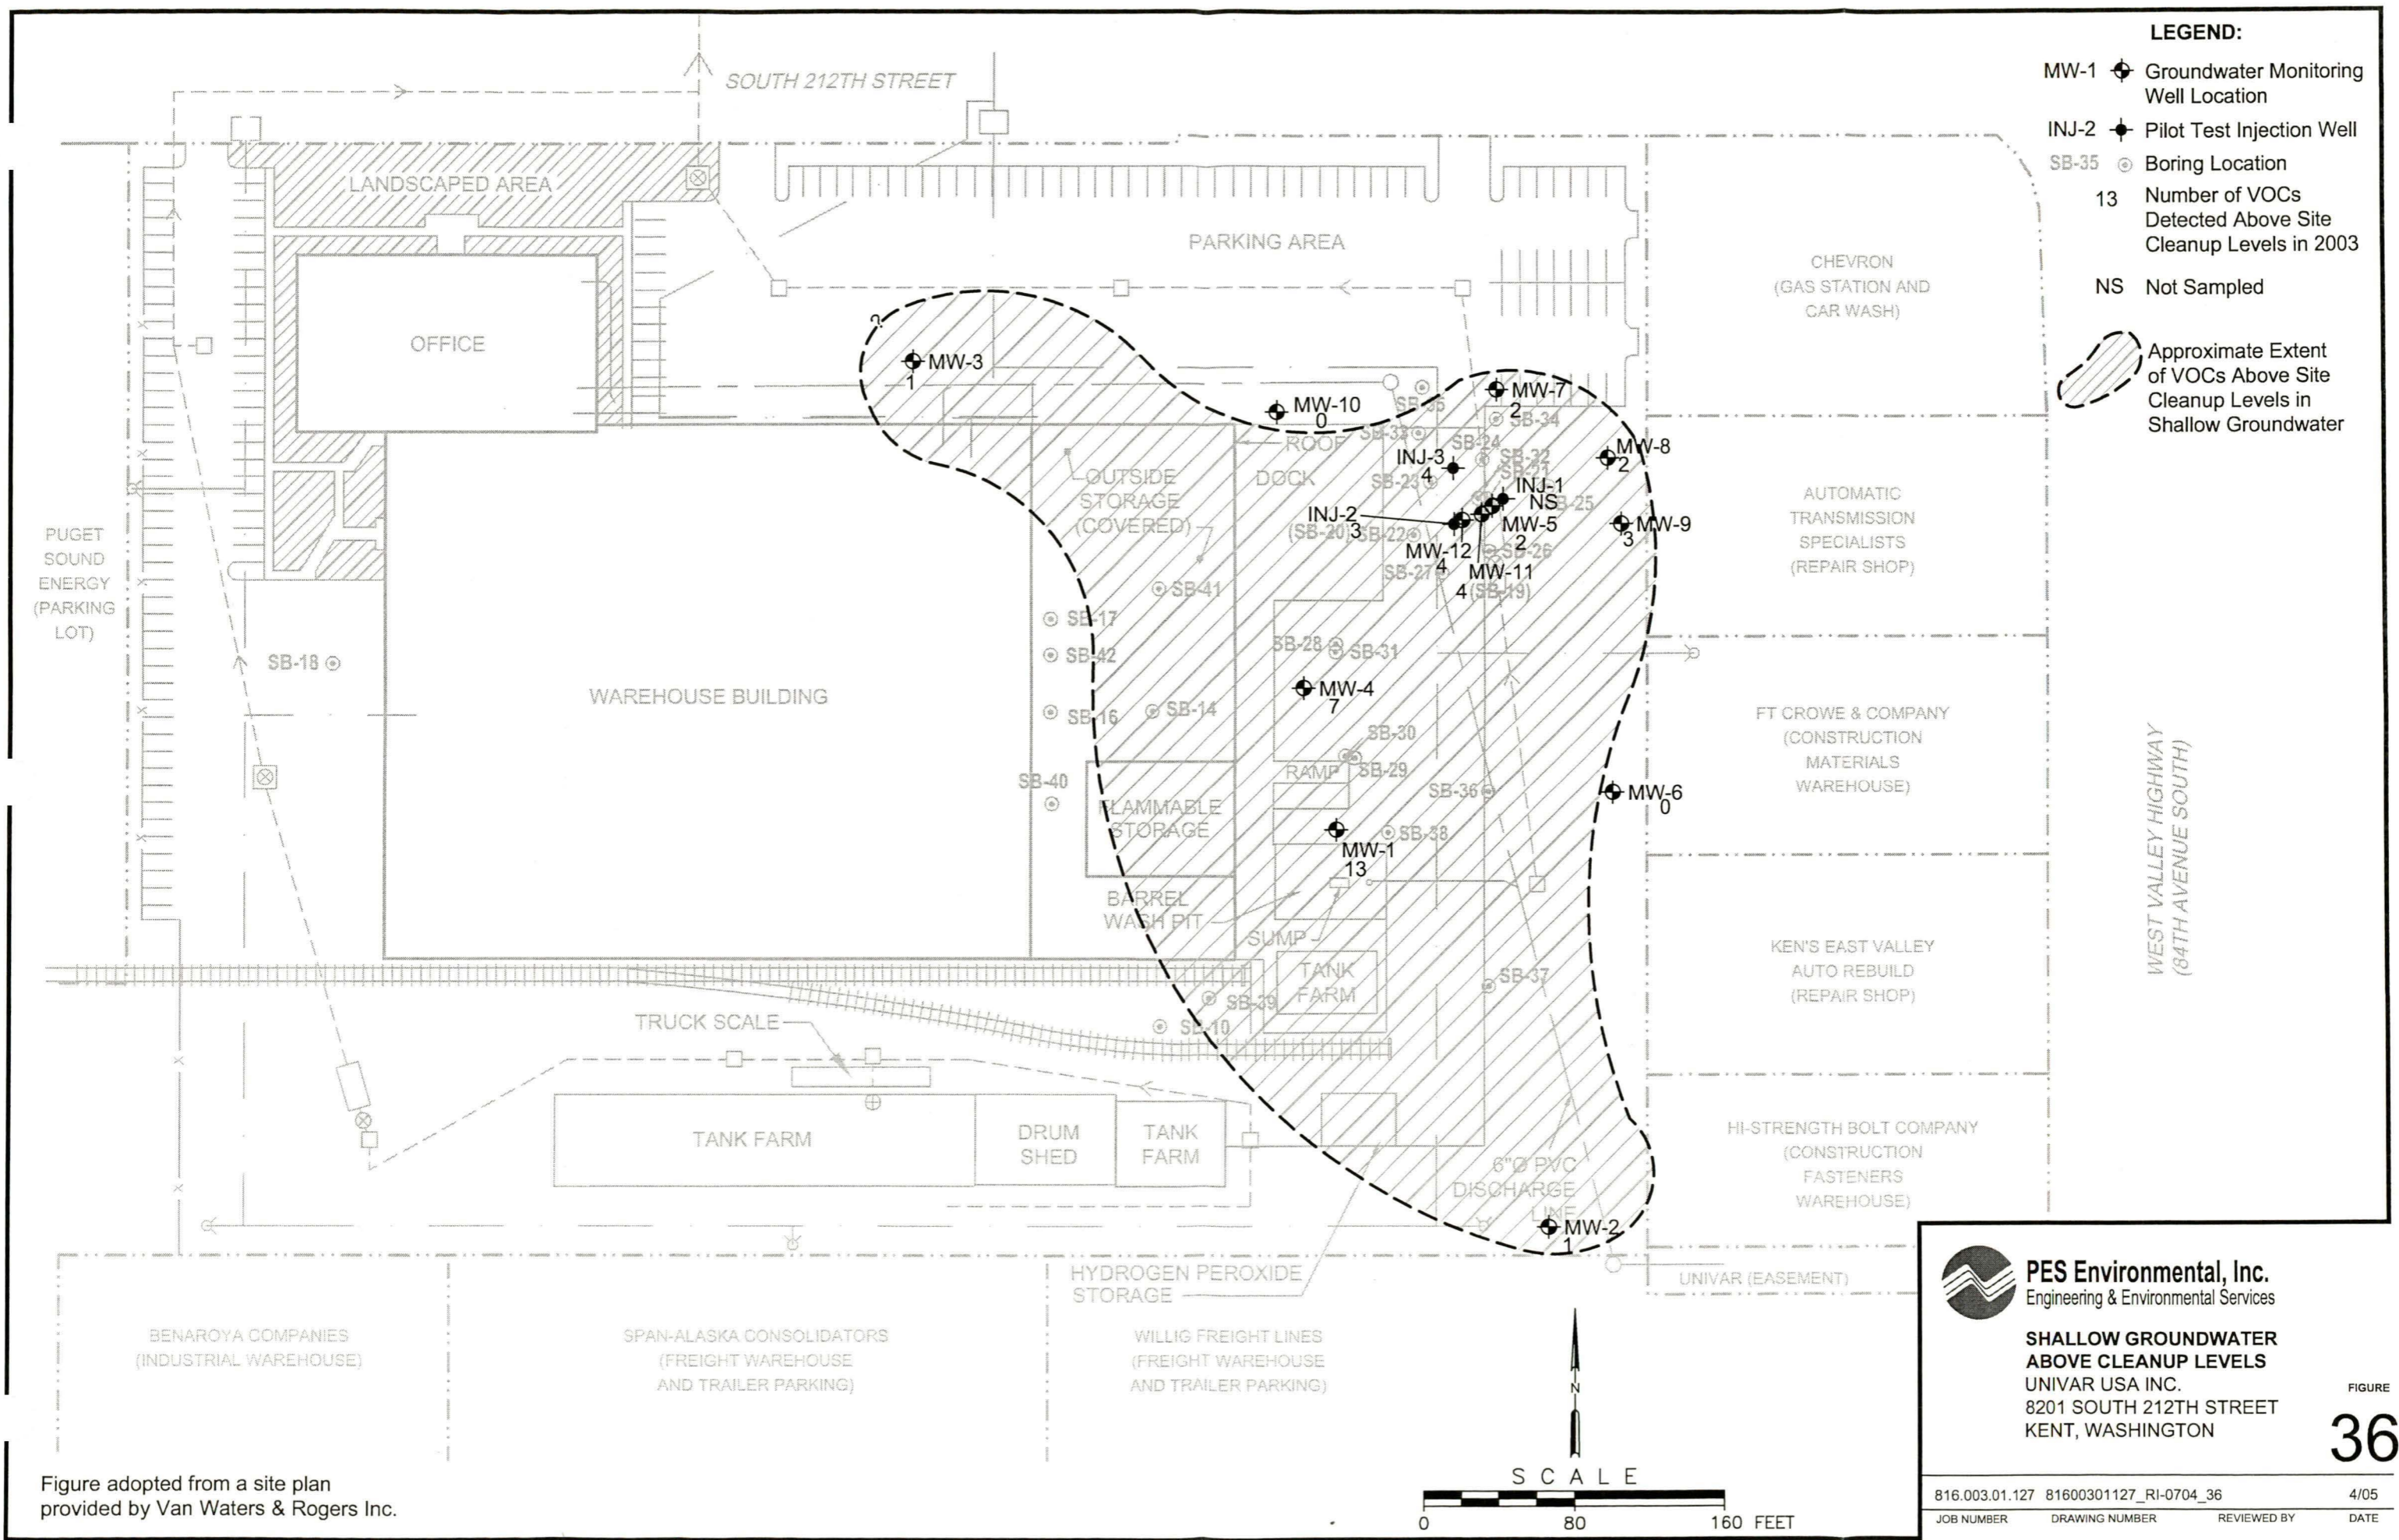 LEGEND:
MW-1 Groundwater Monitoring
Well Location
INJ-2 Pilot Test Injection Well
SB-35 Boring Location
13 Number of VOCs
Detected Above Site
Cleanup Levels in 2003
NS Not Sampled
Approximate Extent
of VOCs Above Site
Cleanup Levels in
Shallow Groundwater
SOUTH 212TH STREET
LANDSCAPED AREA
PARKING AREA
OFFICE
CHEVRON
(GAS STATION AND
CAR WASH)
?
MW-3
1
MW-10
0
SB-35
MW-7
2
SB-34
SB-33
SB-24
ROOF
DOCK
MW-8
2
INJ-3
4
SB-32
SB-21
SB-23
INJ-1
NS
SB-25
OUTSIDE
STORAGE
(COVERED)
INJ-2
3
(SB-20)
SB-22
MW-5
2
MW-9
3
MW-12
4
SB-26
SB-27
MW-11
4
(SB-19)
AUTOMATIC
TRANSMISSION
SPECIALISTS
(REPAIR SHOP)
PUGET
SOUND
ENERGY
(PARKING
LOT)
SB-41
SB-17
SB-42
SB-18
SB-28
SB-31
WAREHOUSE BUILDING
MW-4
7
SB-16
SB-14
FT CROWE & COMPANY
(CONSTRUCTION
MATERIALS
WAREHOUSE)
WEST VALLEY HIGHWAY
(84TH AVENUE SOUTH)
SB-30
SB-29
RAMP
SB-40
SB-36
MW-6
0
FLAMMABLE
STORAGE
SB-38
MW-1
13
BARREL
WASH PIT
SUMP
TANK
FARM
SB-37
KEN'S EAST VALLEY
AUTO REBUILD
(REPAIR SHOP)
SB-39
SB-10
TRUCK SCALE
TANK FARM
DRUM
SHED
TANK
FARM
HI-STRENGTH BOLT COMPANY
(CONSTRUCTION
FASTENERS
WAREHOUSE)
6"Ø PVC
DISCHARGE
LINE
MW-2
1
HYDROGEN PEROXIDE
STORAGE
UNIVAR (EASEMENT)
BENAROYA COMPANIES
(INDUSTRIAL WAREHOUSE)
SPAN-ALASKA CONSOLIDATORS
(FREIGHT WAREHOUSE
AND TRAILER PARKING)
WILLIG FREIGHT LINES
(FREIGHT WAREHOUSE
AND TRAILER PARKING)
N
SCALE
0 80 160 FEET
Figure adopted from a site plan
provided by Van Waters & Rogers Inc.
PES Environmental, Inc.
Engineering & Environmental Services
SHALLOW GROUNDWATER
ABOVE CLEANUP LEVELS
UNIVAR USA INC.
8201 SOUTH 212TH STREET
KENT, WASHINGTON
FIGURE
36
816.003.01.127 81600301127_RI-0704_36 4/05
JOB NUMBER DRAWING NUMBER REVIEWED BY DATE